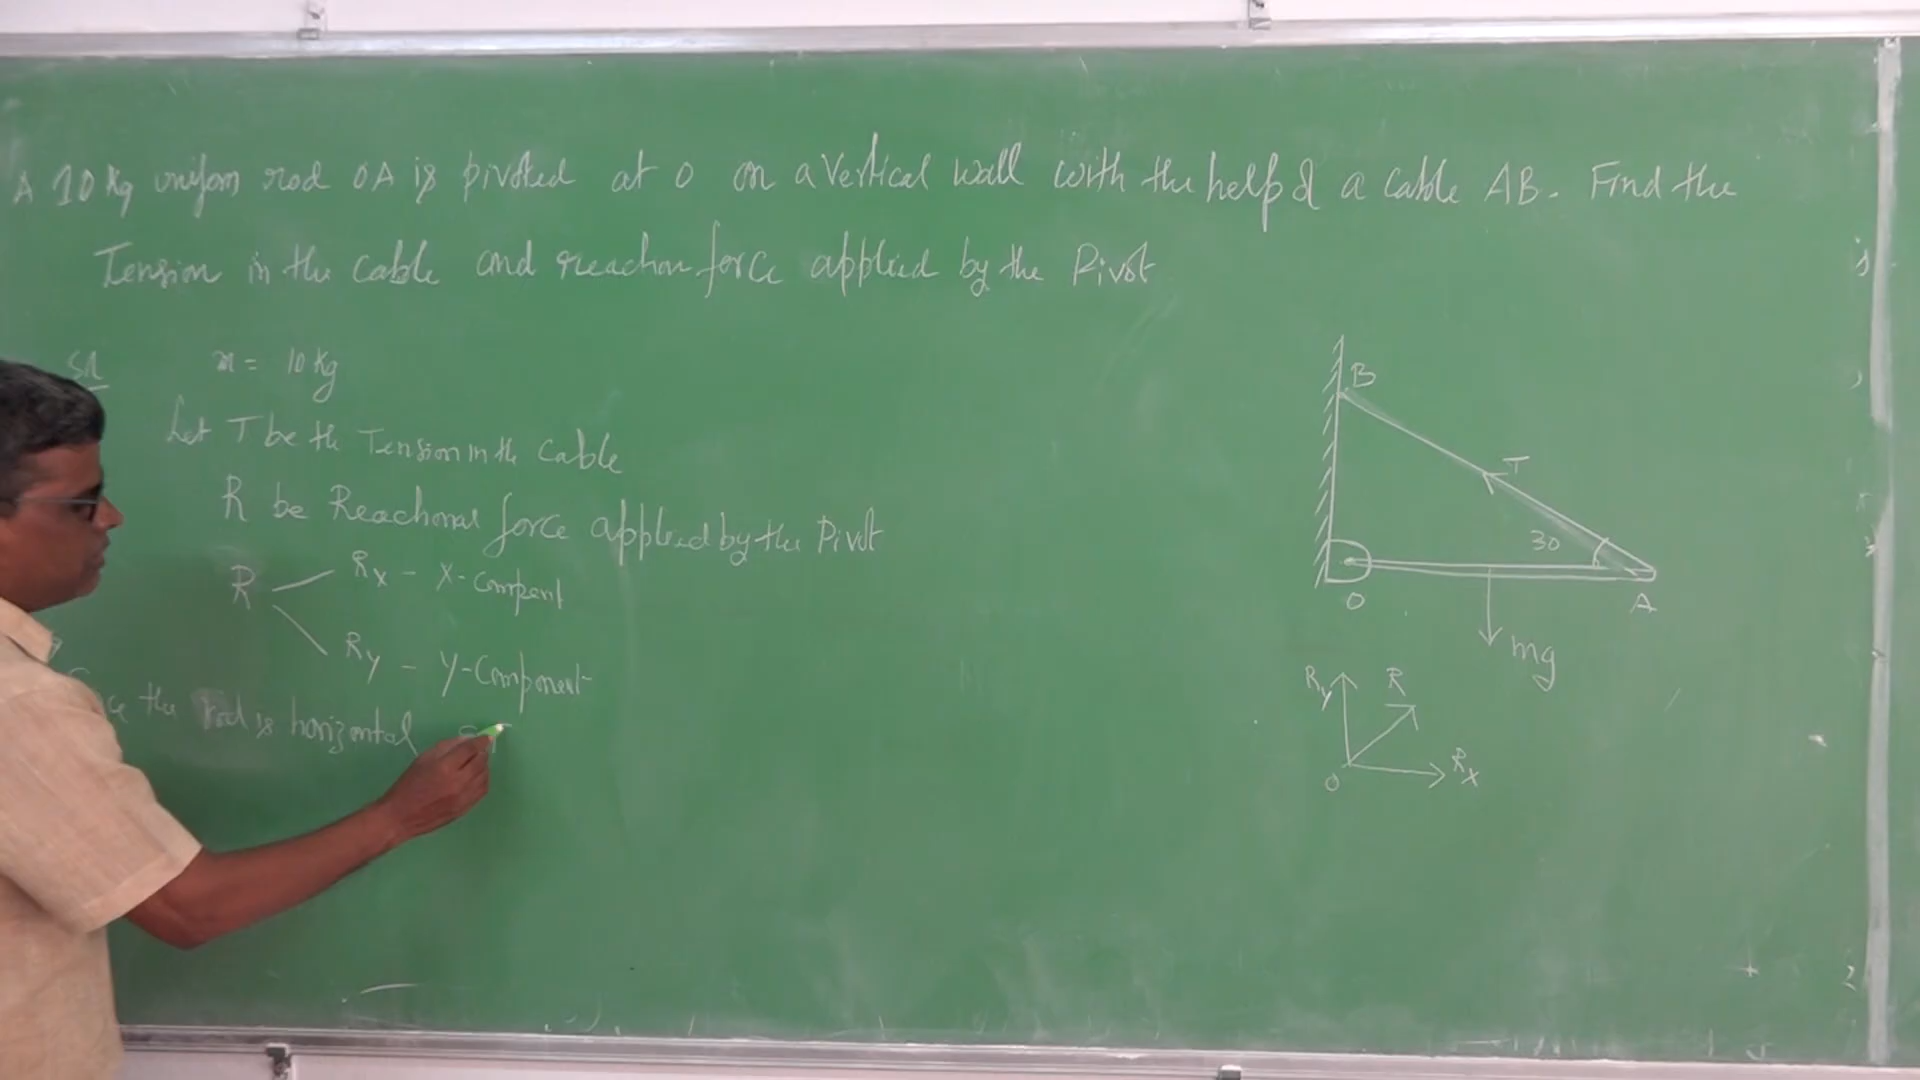 A 10 Kg uniform rod OA is pivoted at O on a vertical wall with the help of a cable AB. Find the
Tension in the cable and reaction force applied by the Pivot
Sol
m = 10 Kg
Let T be the Tension in the cable
R be Reactional force applied by the Pivot
R
Rx - X-Compent
Ry - Y-Component
the rod is horizontal
B
T
30
O
A
mg
Ry
R
Rx
O